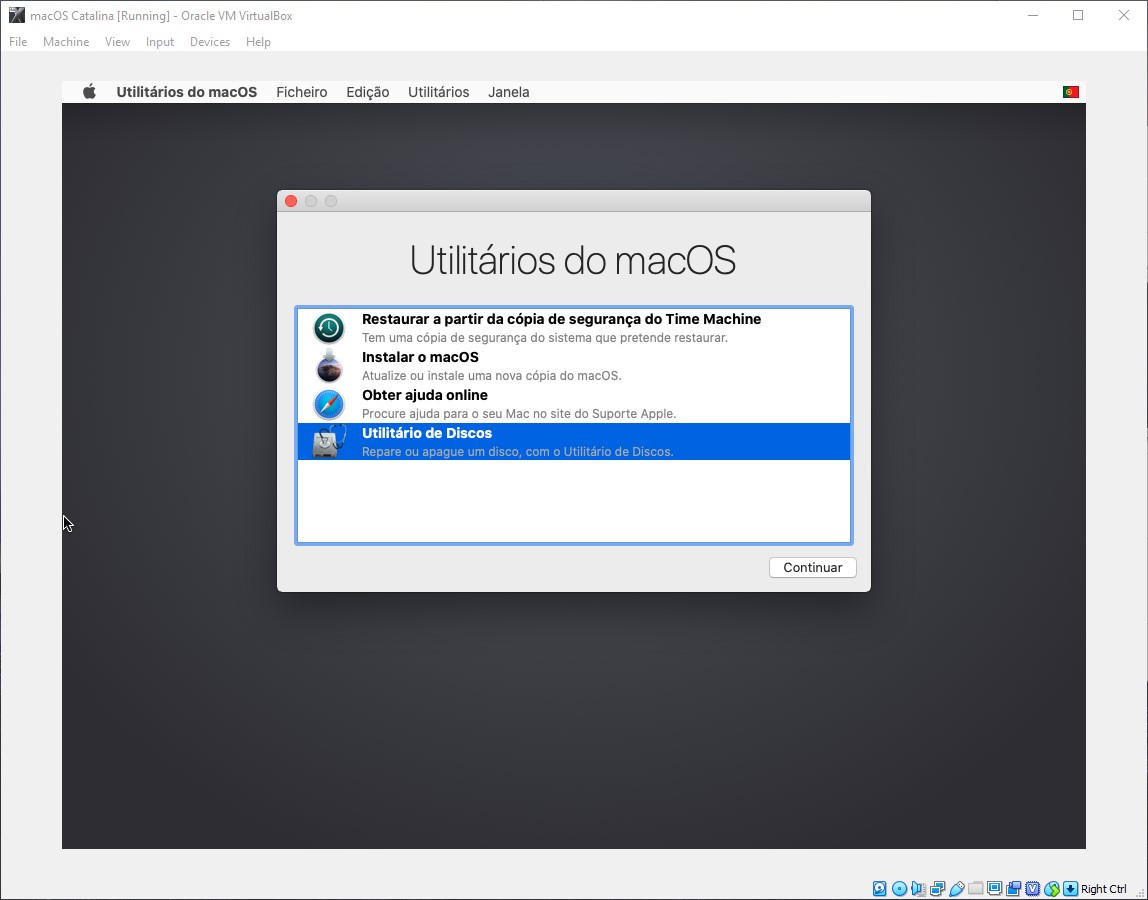 macOS Catalina [Running] - Oracle VM VirtualBox
File Machine View Input Devices Help
Utilitários do macOS Ficheiro Edição Utilitários Janela
Utilitários do macOS
Restaurar a partir da cópia de segurança do Time Machine
Tem uma cópia de segurança do sistema que pretende restaurar.
Instalar o macOS
Atualize ou instale uma nova cópia do macOS.
Obter ajuda online
Procure ajuda para o seu Mac no site do Suporte Apple.
Utilitário de Discos
Repare ou apague um disco, com o Utilitário de Discos.
Continuar
Right Ctrl